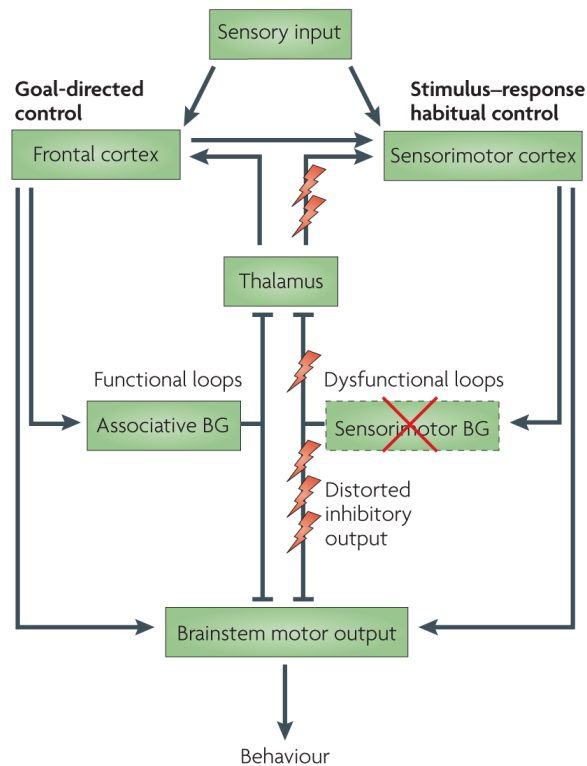 Sensory input
Goal-directed
control
Stimulus–response
habitual control
Frontal cortex
Sensorimotor cortex
Thalamus
Functional loops
Dysfunctional loops
Associative BG
Sensorimotor BG
Distorted
inhibitory
output
Brainstem motor output
Behaviour